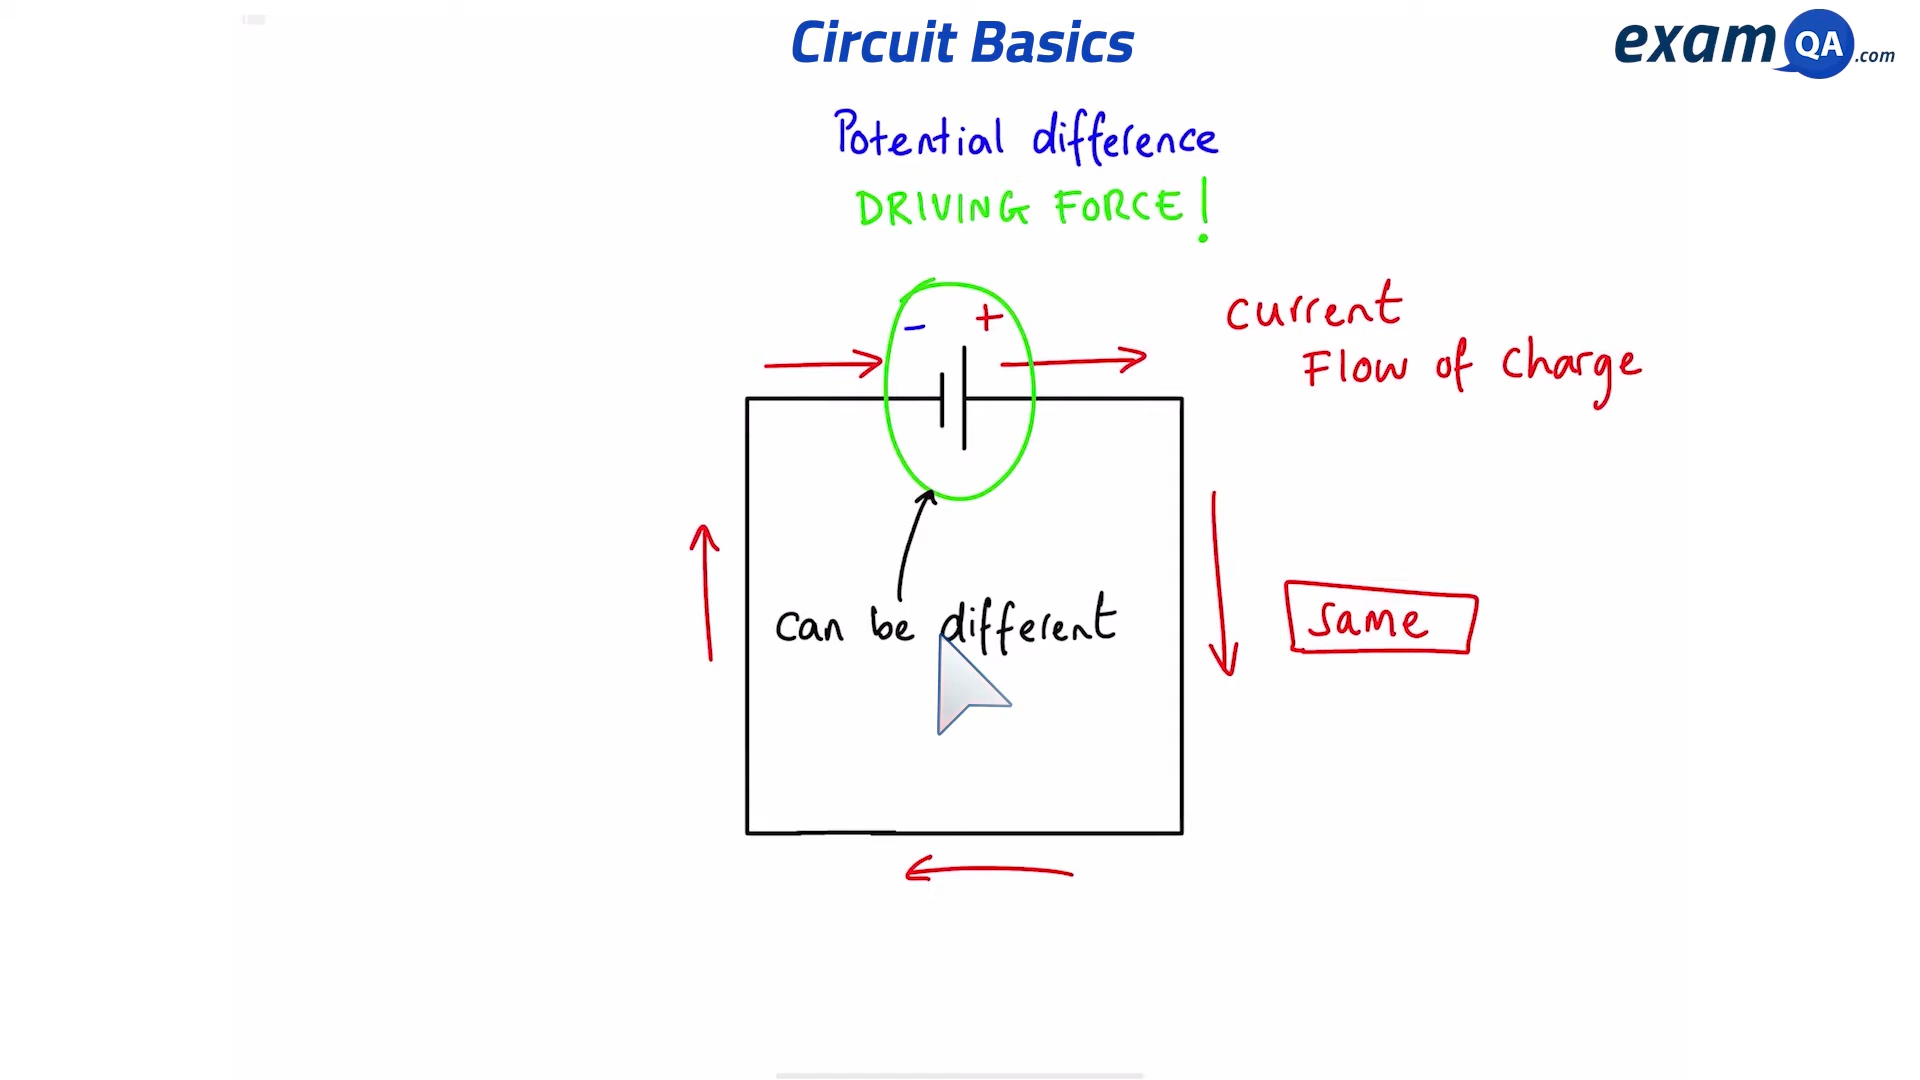 Circuit Basics
examQA.com
Potential difference
DRIVING FORCE!
- +
current
Flow of charge
can be different
same